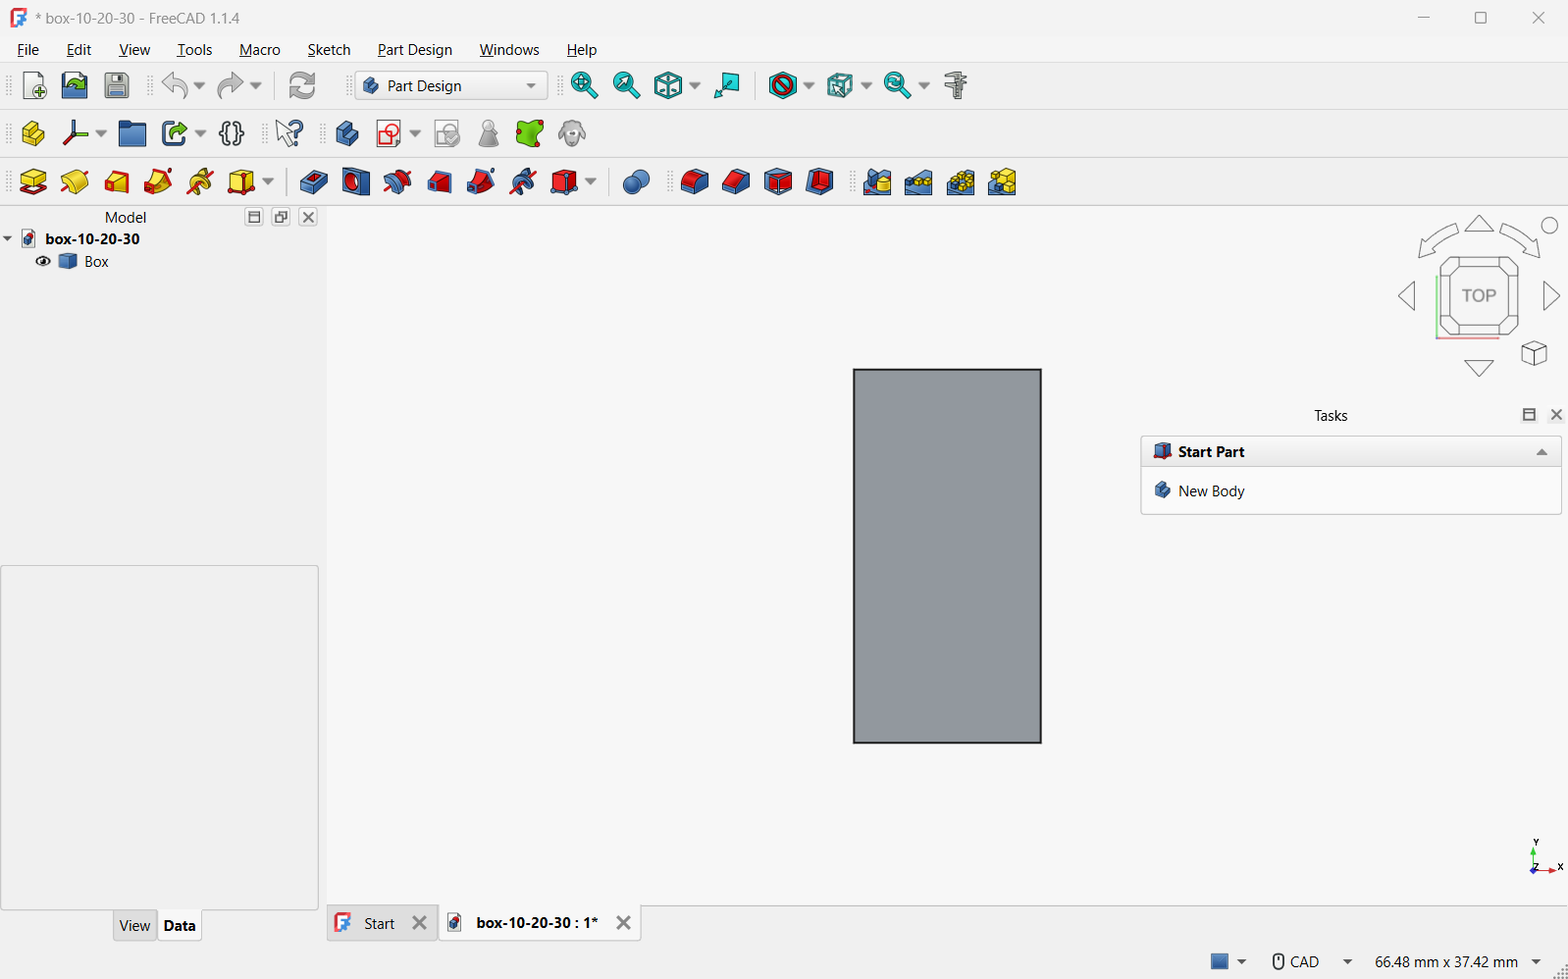 * box-10-20-30 - FreeCAD 1.1.4
File Edit View Tools Macro Sketch Part Design Windows Help
Part Design
Model
box-10-20-30
Box
TOP
Tasks
Start Part
New Body
Y
Z X
View Data
Start box-10-20-30 : 1*
CAD 66.48 mm x 37.42 mm